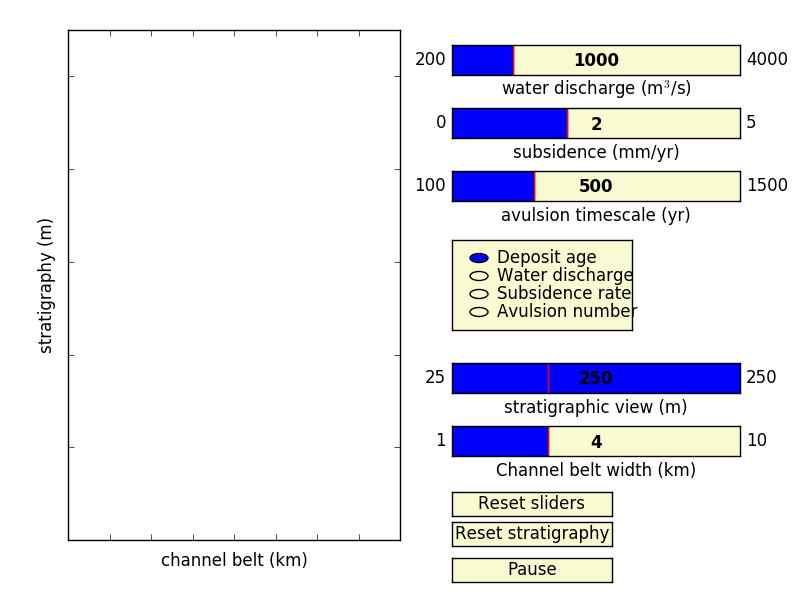 stratigraphy (m)
channel belt (km)
200 1000 4000
water discharge (m³/s)
0 2 5
subsidence (mm/yr)
100 500 1500
avulsion timescale (yr)
Deposit age
Water discharge
Subsidence rate
Avulsion number
25 250 250
stratigraphic view (m)
1 4 10
Channel belt width (km)
Reset sliders
Reset stratigraphy
Pause